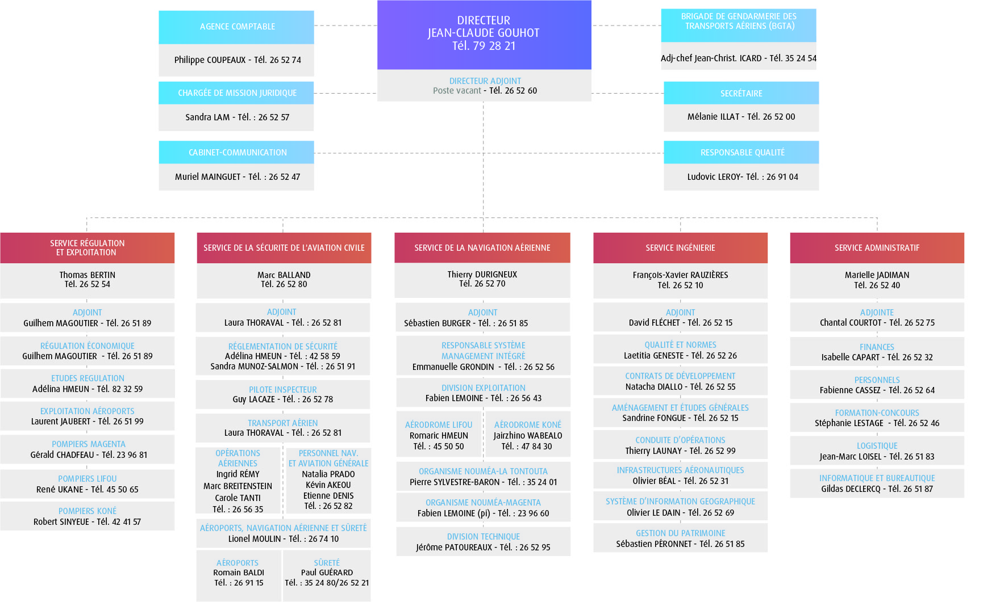 AGENCE COMPTABLE
Philippe COUPEAUX - Tél. 26 52 74
DIRECTEUR
JEAN-CLAUDE GOUHOT
Tél. 79 28 21
DIRECTEUR ADJOINT
Poste vacant - Tél. 26 52 60
BRIGADE DE GENDARMERIE DES
TRANSPORTS AÉRIENS (BGTA)
Adj-chef Jean-Christ. ICARD - Tél. 35 24 54
CHARGÉE DE MISSION JURIDIQUE
Sandra LAM - Tél. : 26 52 57
SECRÉTAIRE
Mélanie ILLAT - Tél. 26 52 00
CABINET-COMMUNICATION
Muriel MAINGUET - Tél. : 26 52 47
RESPONSABLE QUALITÉ
Ludovic LEROY- Tél. : 26 91 04
SERVICE RÉGULATION
ET EXPLOITATION
Thomas BERTIN
Tél. 26 52 54
ADJOINT
Guilhem MAGOUTIER - Tél. 26 51 89
RÉGULATION ÉCONOMIQUE
Guilhem MAGOUTIER - Tél. 26 51 89
ETUDES REGULATION
Adélina HMEUN - Tél. 82 32 59
EXPLOITATION AÉROPORTS
Laurent JAUBERT - Tél. 26 51 99
POMPIERS MAGENTA
Gérald CHADFEAU - Tél. 23 96 81
POMPIERS LIFOU
René UKANE - Tél. 45 50 65
POMPIERS KONÉ
Robert SINYEUE - Tél. 42 41 57
SERVICE DE LA SÉCURITE DE L'AVIATION CIVILE
Marc BALLAND
Tél. 26 52 80
ADJOINT
Laura THORAVAL - Tél. : 26 52 81
RÉGLEMENTATION DE SÉCURITÉ
Adélina HMEUN - Tél. : 42 58 59
Sandra MUNOZ-SALMON - Tél. : 26 51 91
PILOTE INSPECTEUR
Guy LACAZE - Tél. : 26 52 78
TRANSPORT AÉRIEN
Laura THORAVAL - Tél. : 26 52 81
OPÉRATIONS
AÉRIENNES
Ingrid RÉMY
Marc BREITENSTEIN
Carole TANTI
Tél. : 26 56 35
PERSONNEL NAV.
ET AVIATION GÉNÉRALE
Natalia PRADO
Kévin AKEOU
Etienne DENIS
Tél. : 26 52 82
AÉROPORTS, NAVIGATION AÉRIENNE ET SÛRETÉ
Lionel MOULIN - Tél. : 26 74 10
AÉROPORTS
Romain BALDI
Tél. : 26 91 15
SÛRETÉ
Paul GUÉRARD
Tél. : 35 24 80/26 52 21
SERVICE DE LA NAVIGATION AÉRIENNE
Thierry DURIGNEUX
Tél. 26 52 70
ADJOINT
Sébastien BURGER - Tél. : 26 51 85
RESPONSABLE SYSTÈME
MANAGEMENT INTÉGRÉ
Emmanuelle GRONDIN - Tél. : 26 52 56
DIVISION EXPLOITATION
Fabien LEMOINE - Tél. : 26 56 43
AÉRODROME LIFOU
Romaric HMEUN
Tél. : 45 50 50
AÉRODROME KONÉ
Jairzhino WABEALO
Tél. : 47 84 30
ORGANISME NOUMÉA-LA TONTOUTA
Pierre SYLVESTRE-BARON - Tél. : 35 24 01
ORGANISME NOUMÉA-MAGENTA
Fabien LEMOINE (pi) - Tél. : 23 96 60
DIVISION TECHNIQUE
Jérôme PATOUREAUX - Tél. : 26 52 95
SERVICE INGÉNIERIE
François-Xavier RAUZIÈRES
Tél. 26 52 10
ADJOINT
David FLÉCHET - Tél. 26 52 15
QUALITÉ ET NORMES
Laetitia GENESTE - Tél. 26 52 26
CONTRATS DE DÉVELOPPEMENT
Natacha DIALLO - Tél. 26 52 55
AMÉNAGEMENT ET ÉTUDES GÉNÉRALES
Sandrine FONGUE - Tél. 26 52 15
CONDUITE D'OPÉRATIONS
Thierry LAUNAY - Tél. 26 52 99
INFRASTRUCTURES AÉRONAUTIQUES
Olivier BÉAL - Tél. 26 52 31
SYSTÈME D'INFORMATION GEOGRAPHIQUE
Olivier LE DAIN - Tél. 26 52 69
GESTION DU PATRIMOINE
Sébastien PÉRONNET - Tél. 26 51 85
SERVICE ADMINISTRATIF
Marielle JADIMAN
Tél. 26 52 40
ADJOINTE
Chantal COURTOT - Tél. 26 52 75
FINANCES
Isabelle CAPART - Tél. 26 52 32
PERSONNELS
Fabienne CASSEZ - Tél. 26 52 64
FORMATION-CONCOURS
Stéphanie LESTAGE - Tél. 26 52 46
LOGISTIQUE
Jean-Marc LOISEL - Tél. 26 51 83
INFORMATIQUE ET BUREAUTIQUE
Gildas DECLERCQ - Tél. 26 51 87